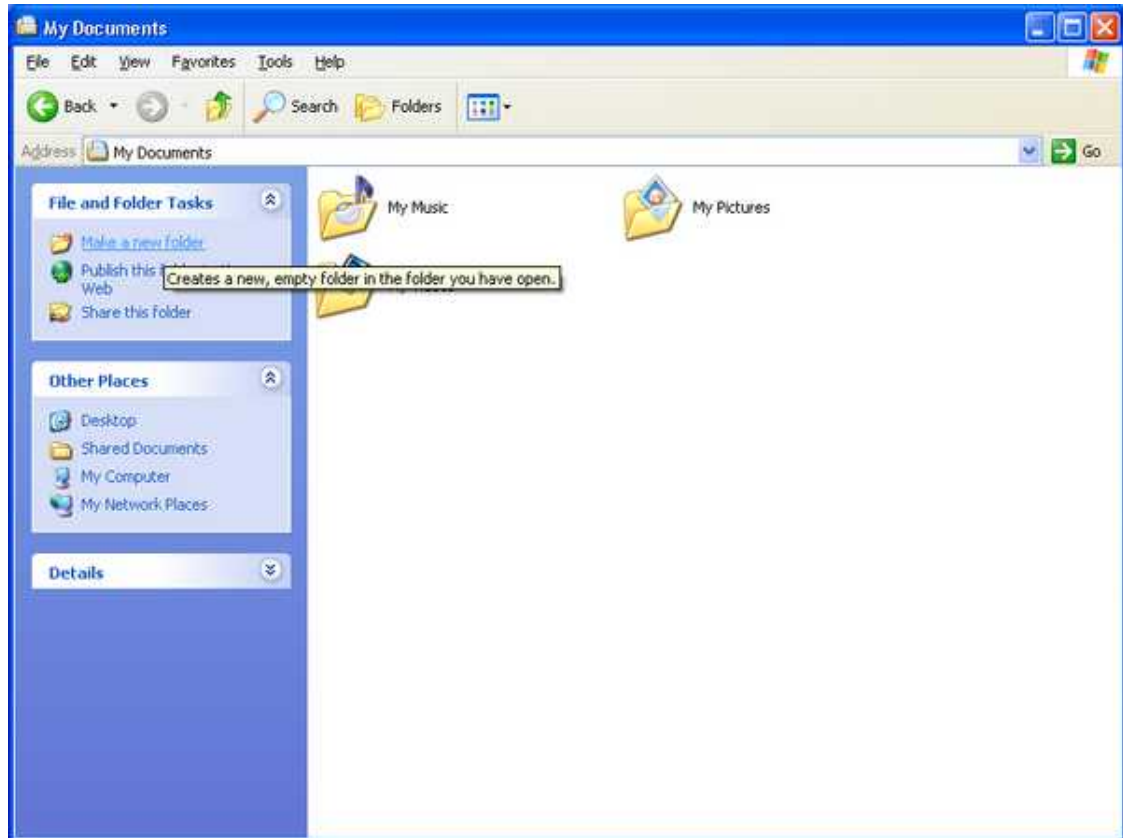 My Documents
File Edit View Favorites Tools Help
Back Search Folders
Address My Documents Go
File and Folder Tasks
Make a new folder
Publish this
Web
Share this folder
Creates a new, empty folder in the folder you have open.
My Music
My Pictures
Other Places
Desktop
Shared Documents
My Computer
My Network Places
Details